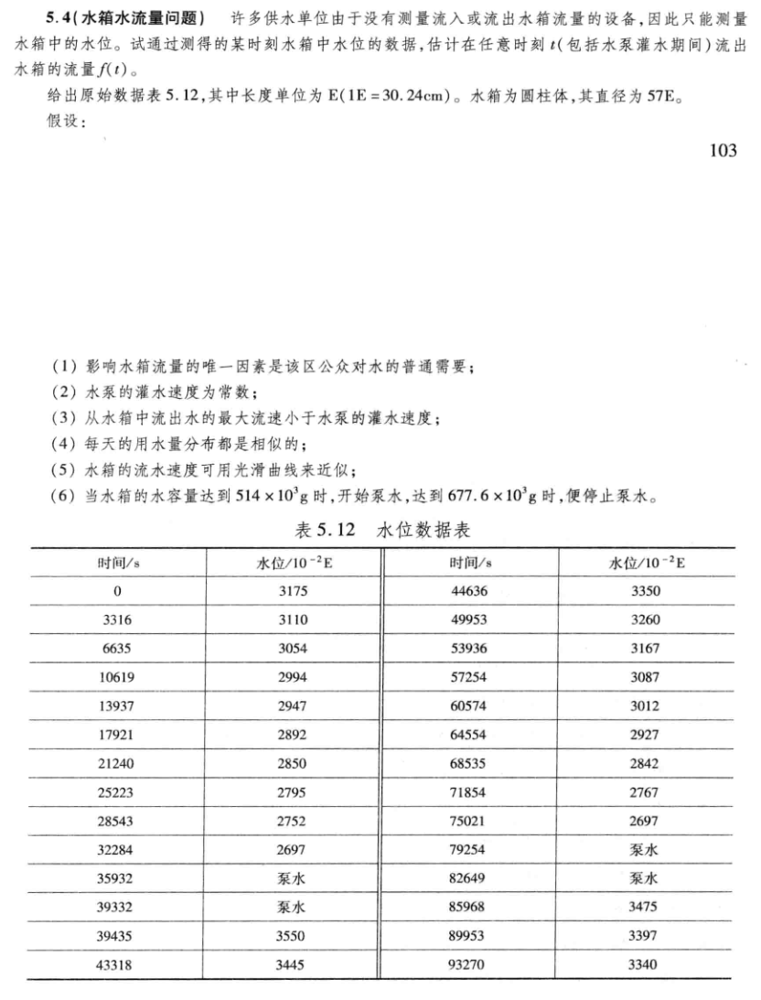 5.4(水箱水流量问题) 许多供水单位由于没有测量流入或流出水箱流量的设备,因此只能测量
水箱中的水位。试通过测得的某时刻水箱中水位的数据,估计在任意时刻 t(包括水泵灌水期间)流出
水箱的流量 f(t)。
给出原始数据表 5.12,其中长度单位为 E(1E = 30.24cm)。水箱为圆柱体,其直径为 57E。
假设:
103
(1) 影响水箱流量的唯一因素是该区公众对水的普通需要;
(2) 水泵的灌水速度为常数;
(3) 从水箱中流出水的最大流速小于水泵的灌水速度;
(4) 每天的用水量分布都是相似的;
(5) 水箱的流水速度可用光滑曲线来近似;
(6) 当水箱的水容量达到 514 × 10³g 时,开始泵水,达到 677.6 × 10³g 时,便停止泵水。
表 5.12 水位数据表
时间/s 水位/10⁻²E 时间/s 水位/10⁻²E
0 3175 44636 3350
3316 3110 49953 3260
6635 3054 53936 3167
10619 2994 57254 3087
13937 2947 60574 3012
17921 2892 64554 2927
21240 2850 68535 2842
25223 2795 71854 2767
28543 2752 75021 2697
32284 2697 79254 泵水
35932 泵水 82649 泵水
39332 泵水 85968 3475
39435 3550 89953 3397
43318 3445 93270 3340